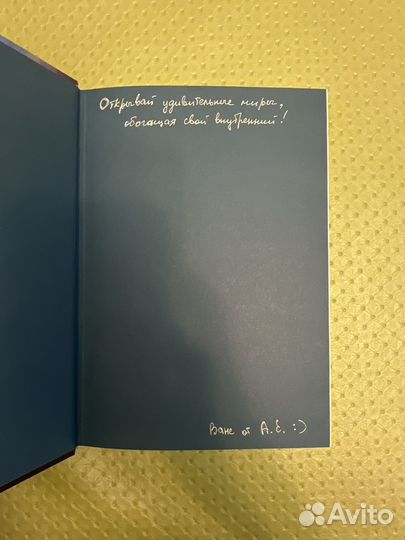 Открывай удивительные миры,
обогащая свой внутренний!
Ване от А.Е. :)
Avito